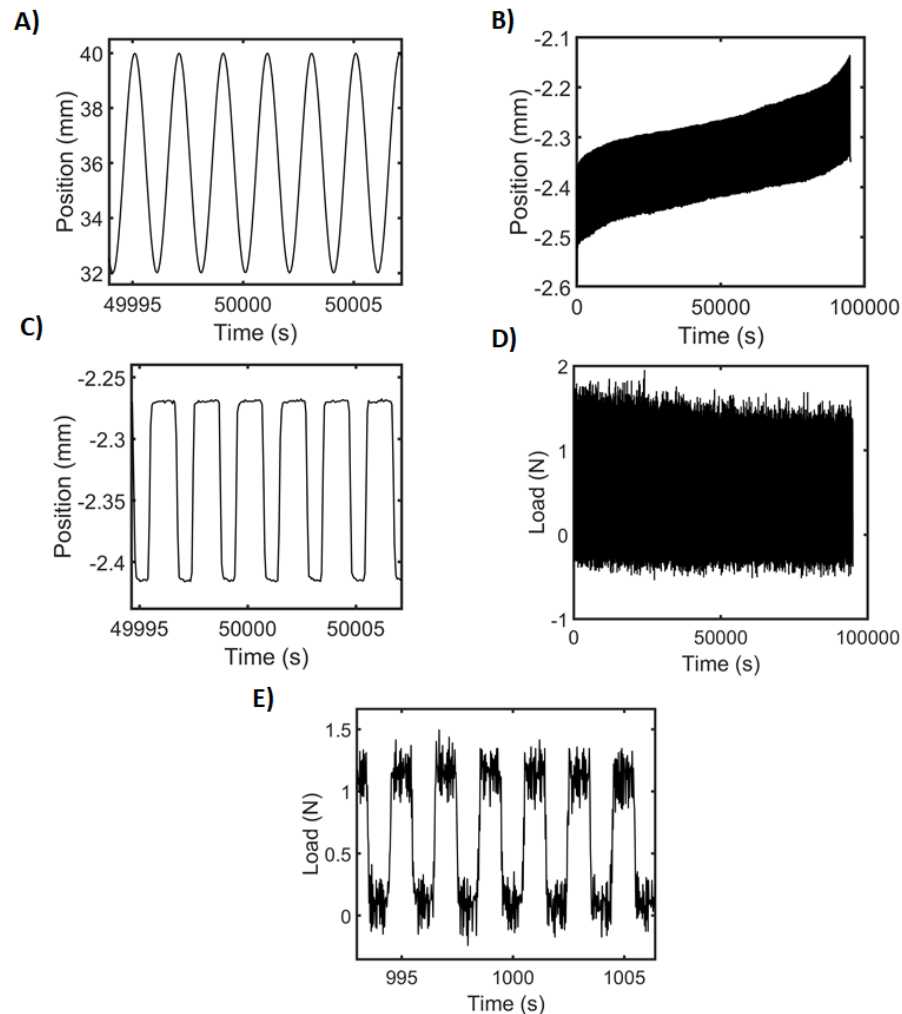 A)
Position (mm)
40
38
36
34
32
49995 50000 50005
Time (s)
B)
Position (mm)
-2.1
-2.2
-2.3
-2.4
-2.5
-2.6
0 50000 100000
Time (s)
C)
Position (mm)
-2.25
-2.3
-2.35
-2.4
49995 50000 50005
Time (s)
D)
Load (N)
2
1
0
-1
0 50000 100000
Time (s)
E)
Load (N)
1.5
1
0.5
0
995 1000 1005
Time (s)